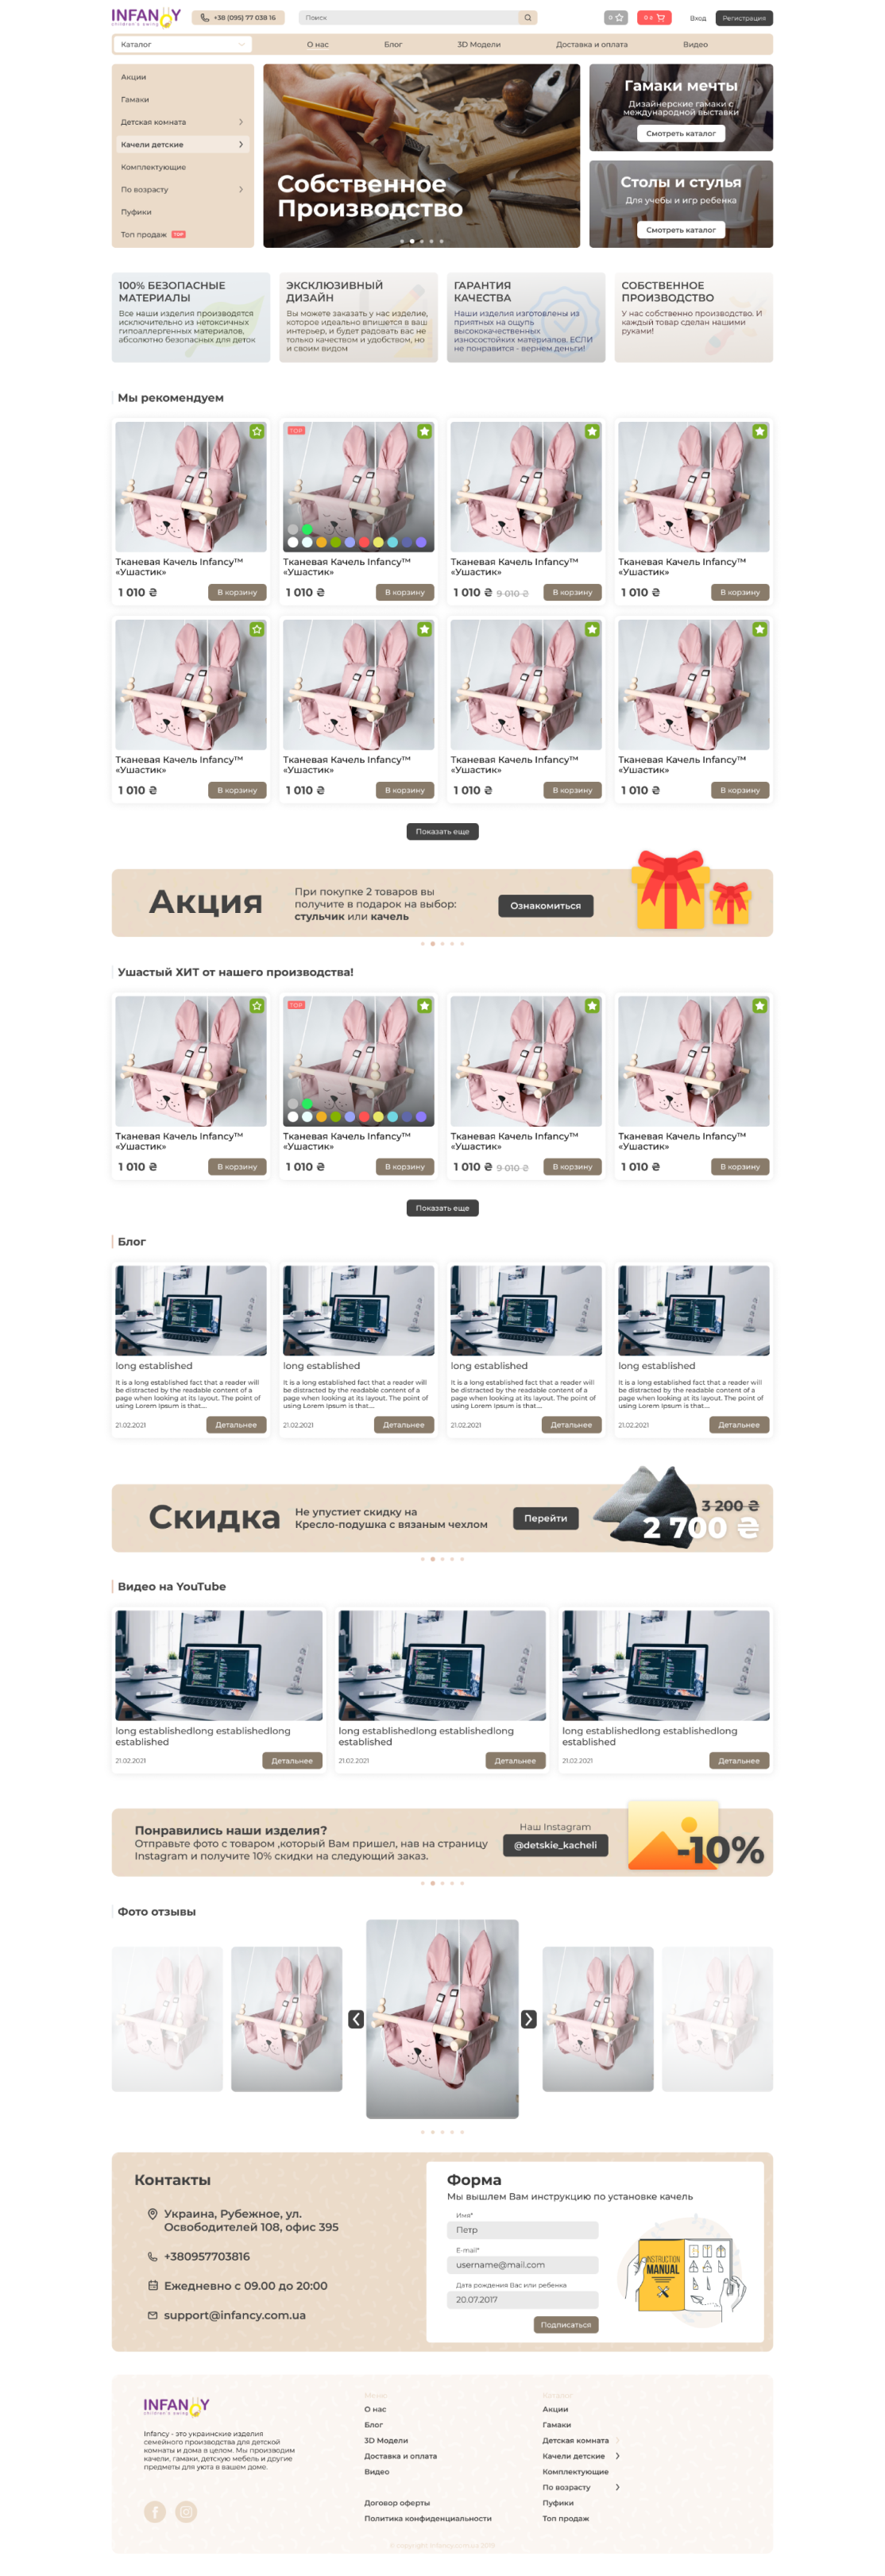 INFANCY
children's swing
+38 (095) 77 038 16
Поиск
0
0 ₴
Вход
Регистрация
Каталог
О нас
Блог
3D Модели
Доставка и оплата
Видео
Акции
Гамаки
Детская комната
Качели детские
Комплектующие
По возрасту
Пуфики
Топ продаж TOP
Собственное
Производство
Гамаки мечты
Дизайнерские гамаки с
международной выставки
Смотреть каталог
Столы и стулья
Для учебы и игр ребенка
Смотреть каталог
100% БЕЗОПАСНЫЕ
МАТЕРИАЛЫ
Все наши изделия производятся
исключительно из нетоксичных
гипоаллергенных материалов,
абсолютно безопасных для деток
ЭКСКЛЮЗИВНЫЙ
ДИЗАЙН
Вы можете заказать у нас изделие,
которое идеально впишется в ваш
интерьер, и будет радовать вас не
только качеством и удобством, но
и своим видом
ГАРАНТИЯ
КАЧЕСТВА
Наши изделия изготовлены из
приятных на ощупь
высококачественных
износостойких материалов. ЕСЛИ
не понравится - вернем деньги!
СОБСТВЕННОЕ
ПРОИЗВОДСТВО
У нас собственно производство. И
каждый товар сделан нашими
руками!
Мы рекомендуем
TOP
Тканевая Качель Infancy™
«Ушастик»
1 010 ₴
В корзину
Тканевая Качель Infancy™
«Ушастик»
1 010 ₴
В корзину
Тканевая Качель Infancy™
«Ушастик»
1 010 ₴ 9 010 ₴
В корзину
Тканевая Качель Infancy™
«Ушастик»
1 010 ₴
В корзину
Тканевая Качель Infancy™
«Ушастик»
1 010 ₴
В корзину
Тканевая Качель Infancy™
«Ушастик»
1 010 ₴
В корзину
Тканевая Качель Infancy™
«Ушастик»
1 010 ₴
В корзину
Тканевая Качель Infancy™
«Ушастик»
1 010 ₴
В корзину
Показать еще
Акция
При покупке 2 товаров вы
получите в подарок на выбор:
стульчик или качель
Ознакомиться
Ушастый ХИТ от нашего производства!
TOP
Тканевая Качель Infancy™
«Ушастик»
1 010 ₴
В корзину
Тканевая Качель Infancy™
«Ушастик»
1 010 ₴
В корзину
Тканевая Качель Infancy™
«Ушастик»
1 010 ₴ 9 010 ₴
В корзину
Тканевая Качель Infancy™
«Ушастик»
1 010 ₴
В корзину
Показать еще
Блог
long established
It is a long established fact that a reader will
be distracted by the readable content of a
page when looking at its layout. The point of
using Lorem Ipsum is that....
21.02.2021
Детальнее
long established
It is a long established fact that a reader will
be distracted by the readable content of a
page when looking at its layout. The point of
using Lorem Ipsum is that....
21.02.2021
Детальнее
long established
It is a long established fact that a reader will
be distracted by the readable content of a
page when looking at its layout. The point of
using Lorem Ipsum is that....
21.02.2021
Детальнее
long established
It is a long established fact that a reader will
be distracted by the readable content of a
page when looking at its layout. The point of
using Lorem Ipsum is that....
21.02.2021
Детальнее
Скидка
Не упустиет скидку на
Кресло-подушка с вязаным чехлом
Перейти
3 200 ₴
2 700 ₴
Видео на YouTube
long establishedlong establishedlong
established
21.02.2021
Детальнее
long establishedlong establishedlong
established
21.02.2021
Детальнее
long establishedlong establishedlong
established
21.02.2021
Детальнее
Понравились наши изделия?
Отправьте фото с товаром ,который Вам пришел, нав на страницу
Instagram и получите 10% скидки на следующий заказ.
Наш Instagram
@detskie_kacheli
-10%
Фото отзывы
Контакты
Украина, Рубежное, ул.
Освободителей 108, офис 395
+380957703816
Ежедневно с 09.00 до 20:00
support@infancy.com.ua
Форма
Мы вышлем Вам инструкцию по установке качель
Имя*
Петр
E-mail*
username@mail.com
Дата рождения Вас или ребенка
20.07.2017
Подписаться
INSTRUCTION
MANUAL
INFANCY
children's swing
Infancy - это украинские изделия
семейного производства для детской
комнаты и дома в целом. Мы производим
качели, гамаки, детскую мебель и другие
предметы для уюта в вашем доме.
Меню
О нас
Блог
3D Модели
Доставка и оплата
Видео
Договор оферты
Политика конфиденциальности
Каталог
Акции
Гамаки
Детская комната
Качели детские
Комплектующие
По возрасту
Пуфики
Топ продаж